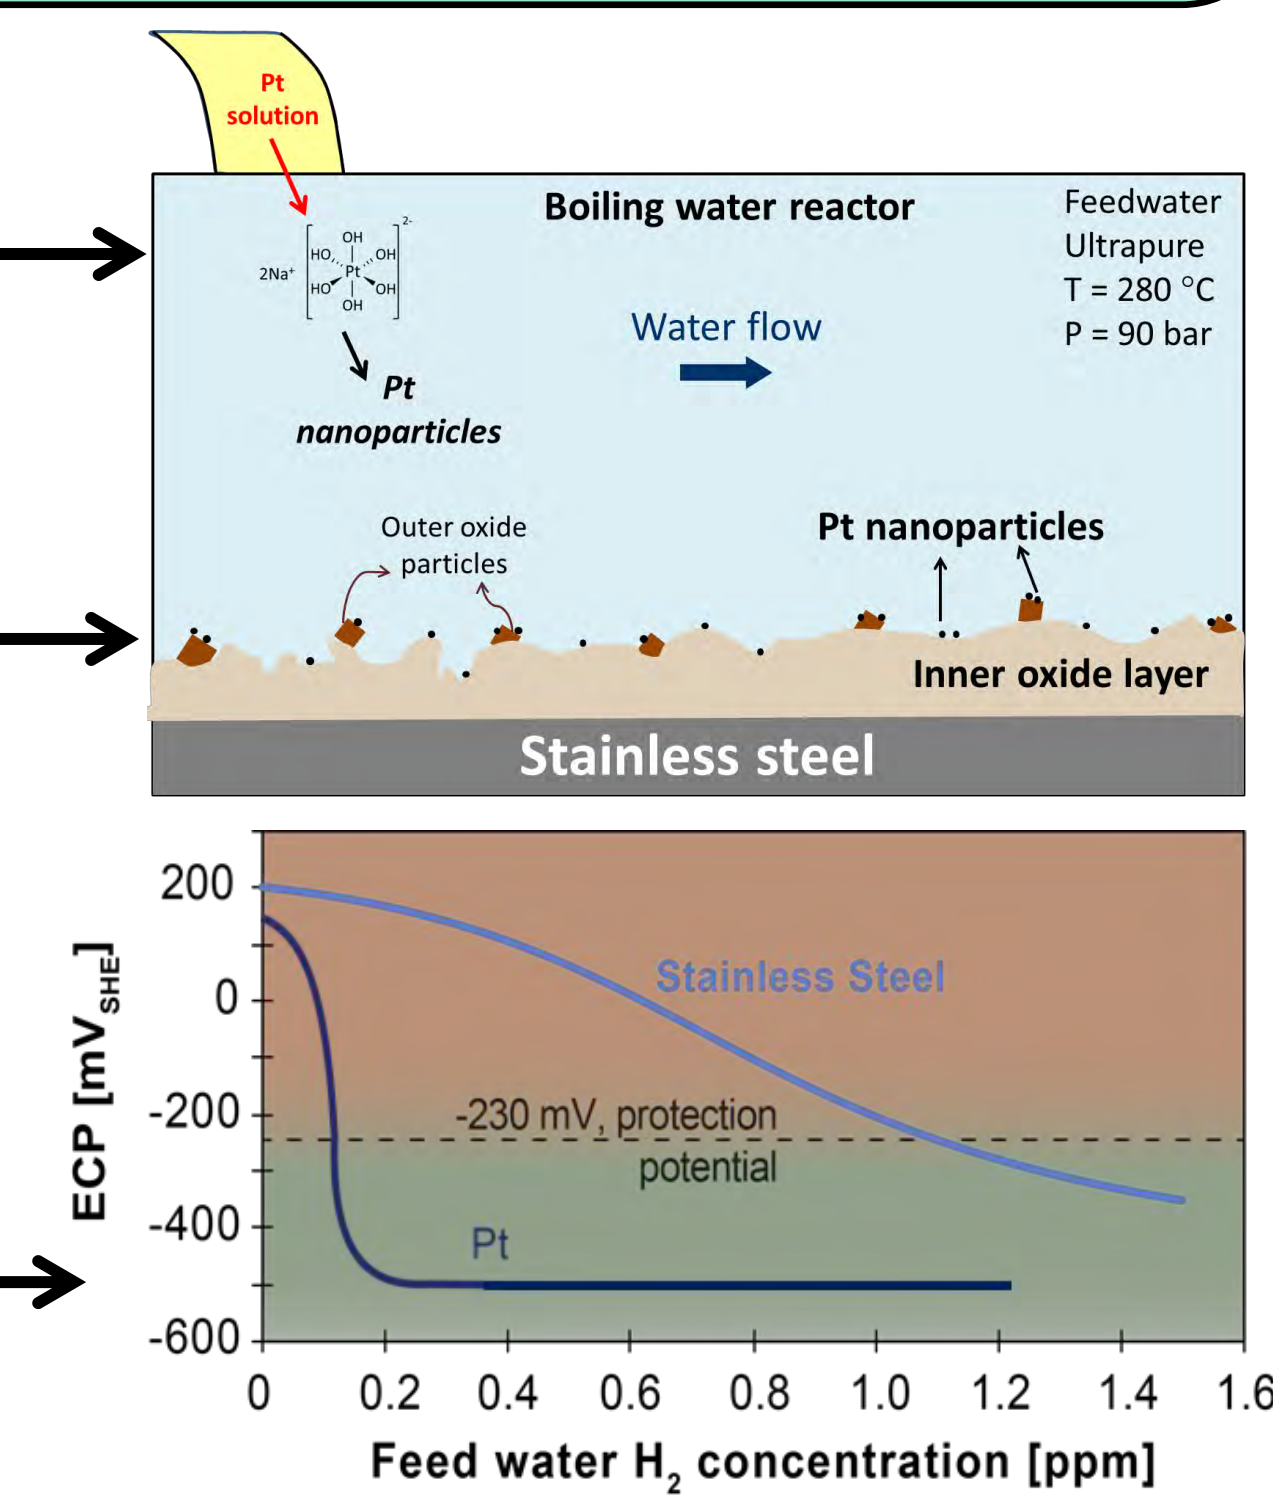 Pt
solution
Boiling water reactor
Feedwater
Ultrapure
T = 280 °C
P = 90 bar
2Na⁺
2-
OH
HO
OH
Pt
HO
OH
OH
Water flow
Pt
nanoparticles
Outer oxide
particles
Pt nanoparticles
Inner oxide layer
Stainless steel
200
0
-200
-400
-600
ECP [mV_SHE]
Stainless Steel
-230 mV, protection
potential
Pt
0 0.2 0.4 0.6 0.8 1.0 1.2 1.4 1.6
Feed water H₂ concentration [ppm]